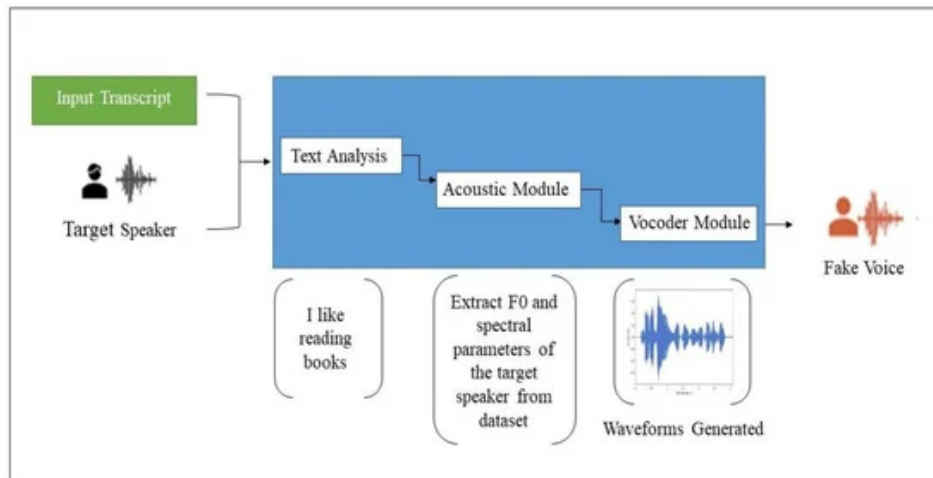 Input Transcript
Target Speaker
Text Analysis
Acoustic Module
Vocoder Module
Fake Voice
I like
reading
books
Extract F0 and
spectral
parameters of
the target
speaker from
dataset
Waveforms Generated